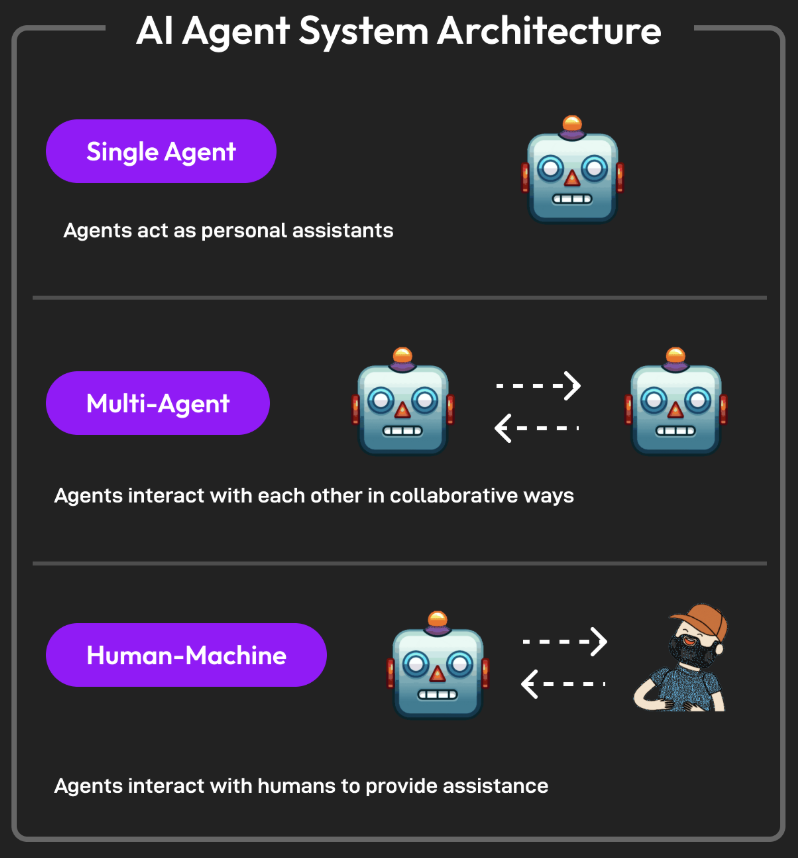 AI Agent System Architecture
Single Agent
Agents act as personal assistants
Multi-Agent
Agents interact with each other in collaborative ways
Human-Machine
Agents interact with humans to provide assistance